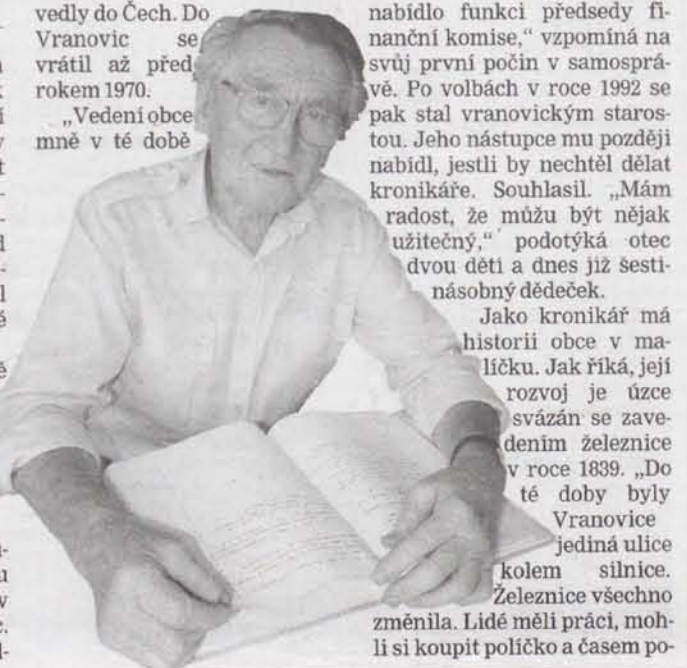 vedly do Čech. Do
Vranovic se
vrátil až před
rokem 1970.
„Vedení obce
mně v té době
nabídlo funkci předsedy fi-
nanční komise,“ vzpomíná na
svůj první počin v samosprá-
vě. Po volbách v roce 1992 se
pak stal vranovickým staros-
tou. Jeho nástupce mu později
nabídl, jestli by nechtěl dělat
kronikáře. Souhlasil. „Mám
radost, že můžu být nějak
užitečný,“ podotýká otec
dvou dětí a dnes již šesti-
násobný dědeček.
Jako kronikář má
historii obce v ma-
líčku. Jak říká, její
rozvoj je úzce
svázán se zave-
dením železnice
v roce 1839. „Do
té doby byly
Vranovice
jediná ulice
kolem silnice.
Železnice všechno
změnila. Lidé měli práci, moh-
li si koupit políčko a časem po-